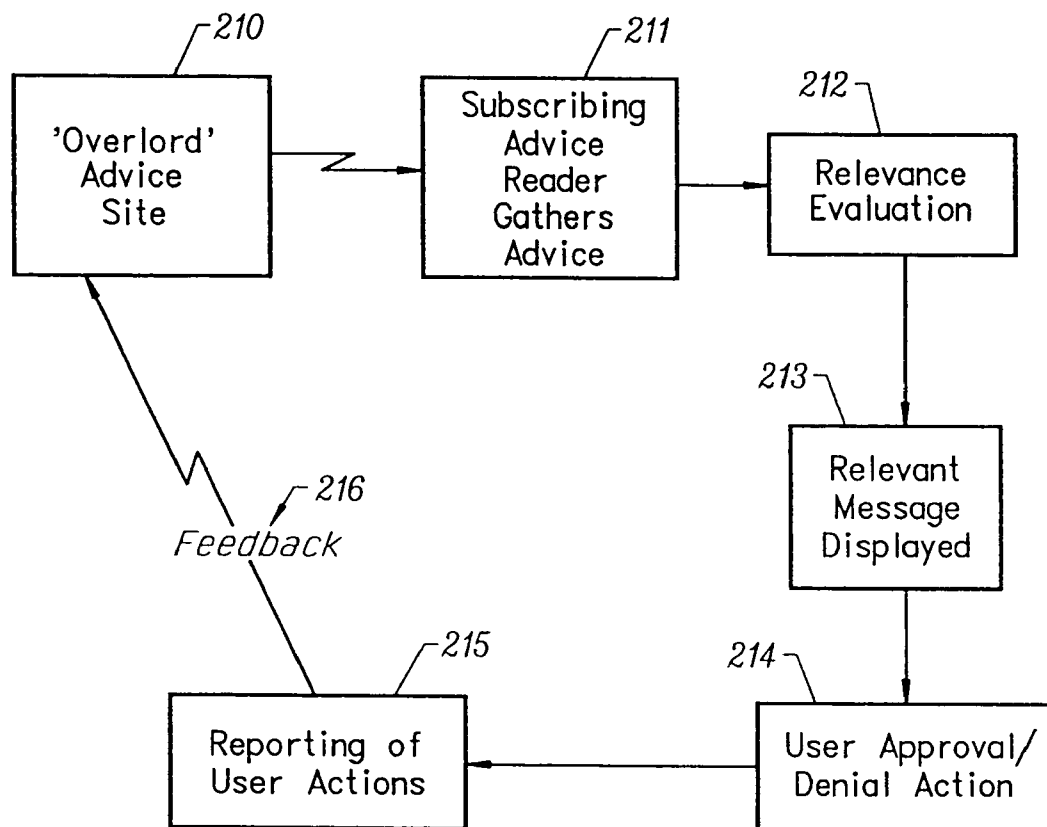 210
'Overlord'
Advice
Site
211
Subscribing
Advice
Reader
Gathers
Advice
212
Relevance
Evaluation
213
Relevant
Message
Displayed
214
User Approval/
Denial Action
215
Reporting of
User Actions
216
Feedback